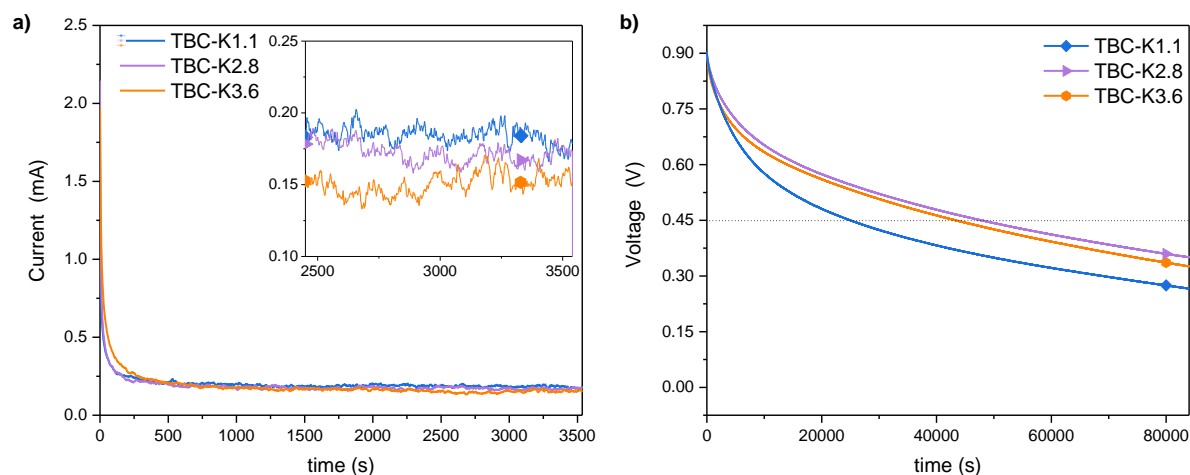 a)
TBC-K1.1
TBC-K2.8
TBC-K3.6
Current (mA)
2.5
2.0
1.5
1.0
0.5
0.0
0
500
1000
1500
2000
2500
3000
3500
time (s)
0.25
0.20
0.15
0.10
2500
3000
3500
b)
TBC-K1.1
TBC-K2.8
TBC-K3.6
Voltage (V)
0.90
0.75
0.60
0.45
0.30
0.15
0.00
0
20000
40000
60000
80000
time (s)